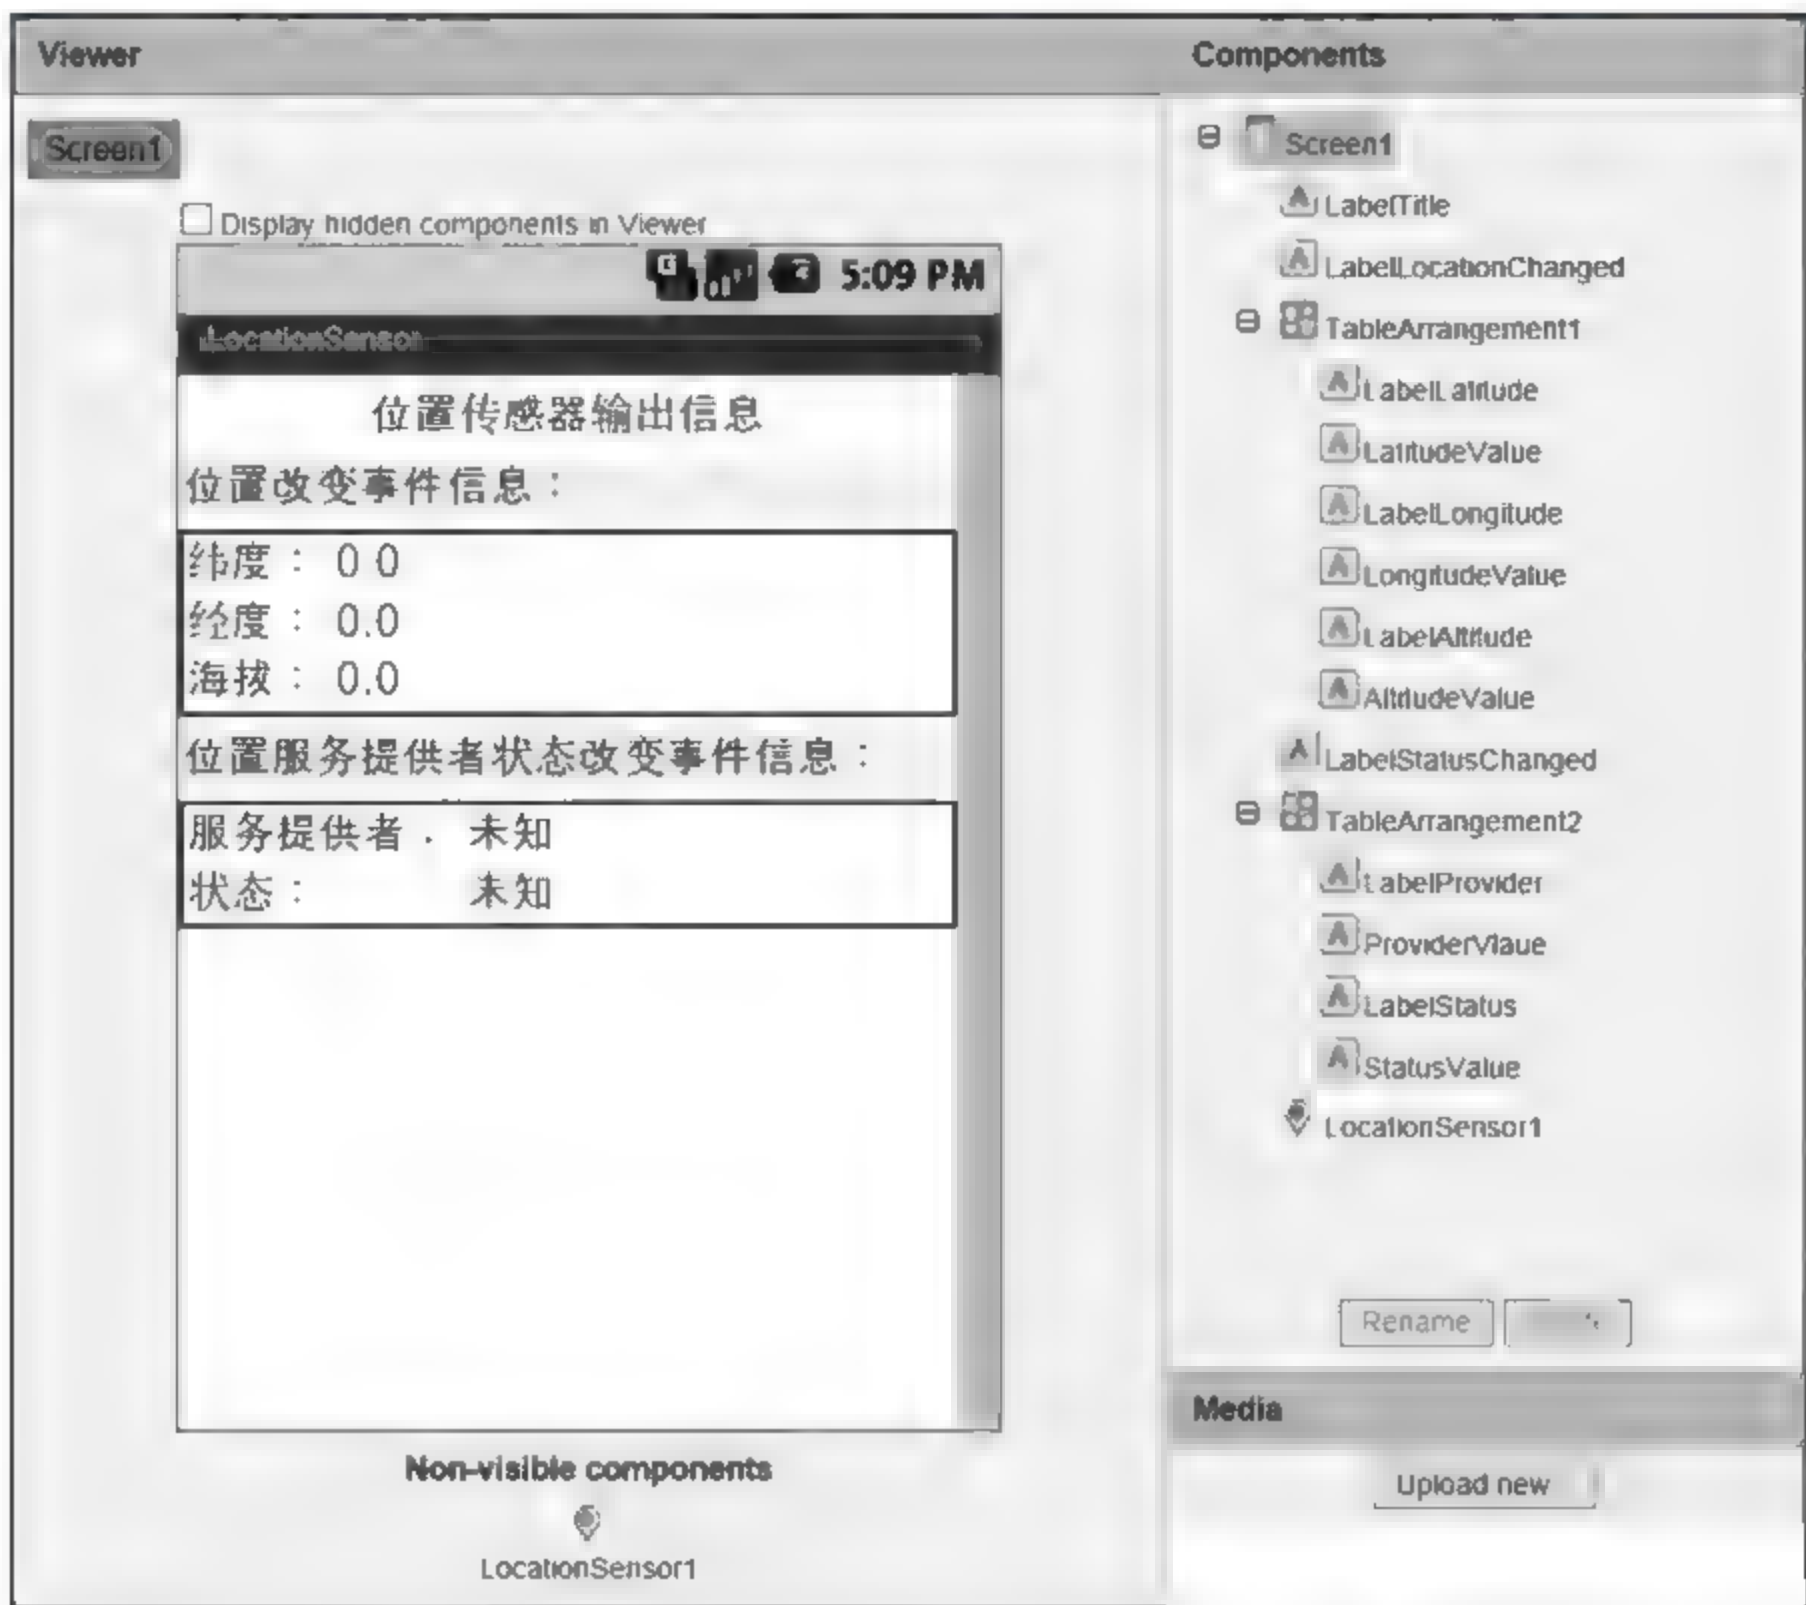 Viewer
Screen1
Display hidden components in Viewer
5:09 PM
LocationSensor
位置传感器输出信息
位置改变事件信息：
纬度： 0 0
经度： 0.0
海拔： 0.0
位置服务提供者状态改变事件信息：
服务提供者． 未知
状态： 未知
Non-visible components
LocationSensor1
Components
Screen1
LabelTitle
LabelLocationChanged
TableArrangement1
LabelLatitude
LatitudeValue
LabelLongitude
LongitudeValue
LabelAltitude
AltitudeValue
LabelStatusChanged
TableArrangement2
LabelProvider
ProviderVlaue
LabelStatus
StatusValue
LocationSensor1
Rename
Media
Upload new